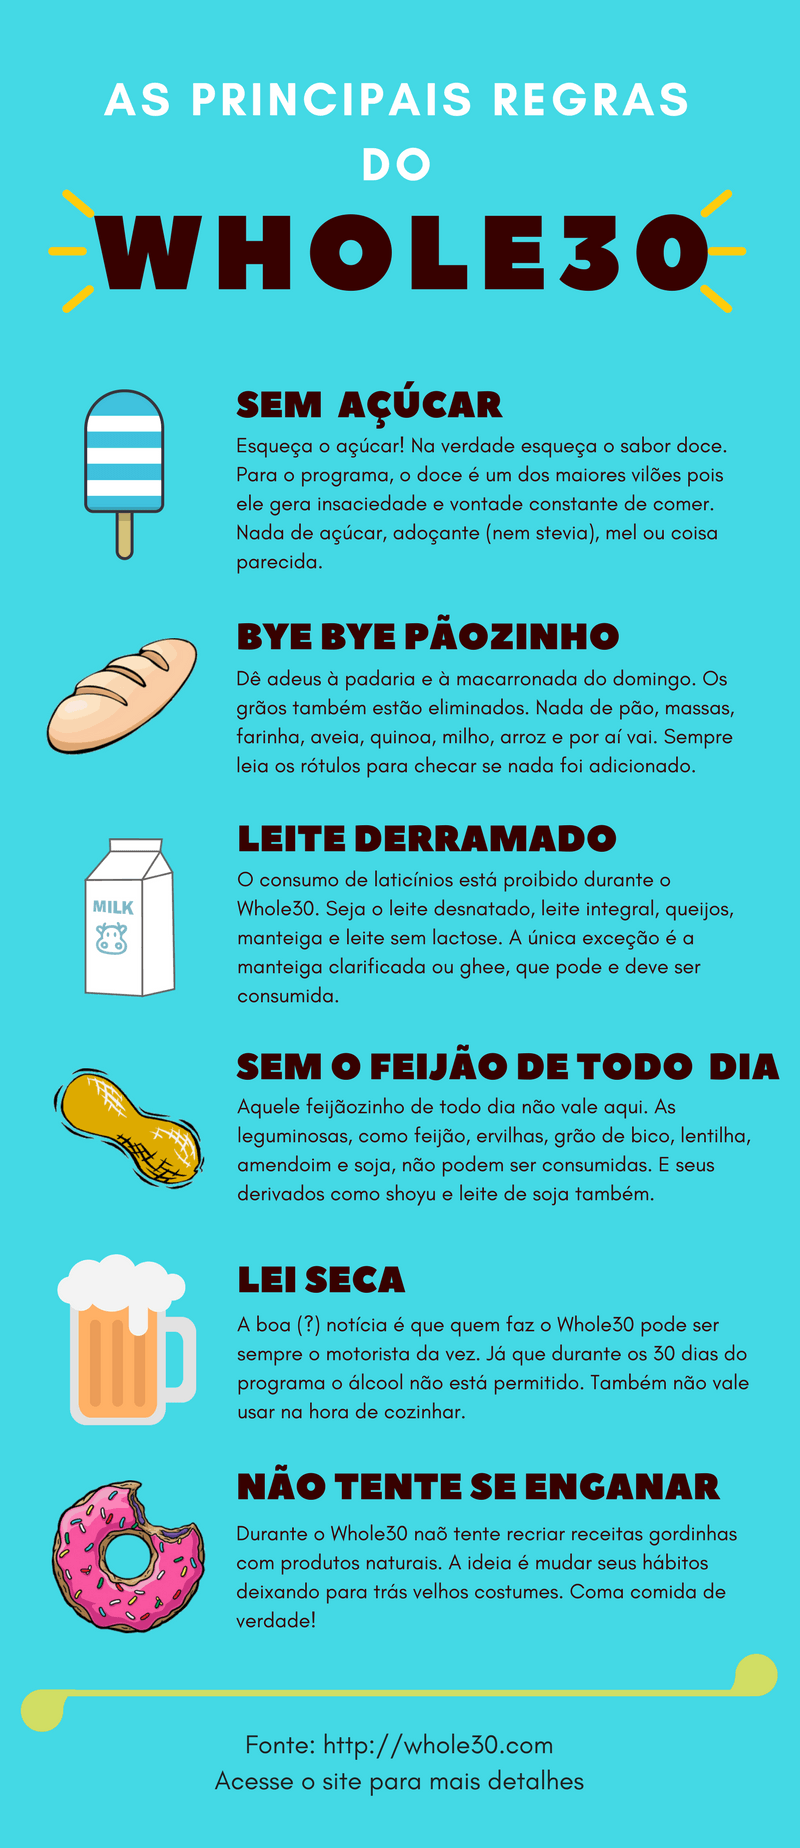 AS PRINCIPAIS REGRAS
DO
WHOLE30
SEM AÇÚCAR
Esqueça o açúcar! Na verdade esqueça o sabor doce.
Para o programa, o doce é um dos maiores vilões pois
ele gera insaciedade e vontade constante de comer.
Nada de açúcar, adoçante (nem stevia), mel ou coisa
parecida.
BYE BYE PÃOZINHO
Dê adeus à padaria e à macarronada do domingo. Os
grãos também estão eliminados. Nada de pão, massas,
farinha, aveia, quinoa, milho, arroz e por aí vai. Sempre
leia os rótulos para checar se nada foi adicionado.
LEITE DERRAMADO
MILK
O consumo de laticínios está proibido durante o
Whole30. Seja o leite desnatado, leite integral, queijos,
manteiga e leite sem lactose. A única exceção é a
manteiga clarificada ou ghee, que pode e deve ser
consumida.
SEM O FEIJÃO DE TODO DIA
Aquele feijãozinho de todo dia não vale aqui. As
leguminosas, como feijão, ervilhas, grão de bico, lentilha,
amendoim e soja, não podem ser consumidas. E seus
derivados como shoyu e leite de soja também.
LEI SECA
A boa (?) notícia é que quem faz o Whole30 pode ser
sempre o motorista da vez. Já que durante os 30 dias do
programa o álcool não está permitido. Também não vale
usar na hora de cozinhar.
NÃO TENTE SE ENGANAR
Durante o Whole30 naõ tente recriar receitas gordinhas
com produtos naturais. A ideia é mudar seus hábitos
deixando para trás velhos costumes. Coma comida de
verdade!
Fonte: http://whole30.com
Acesse o site para mais detalhes